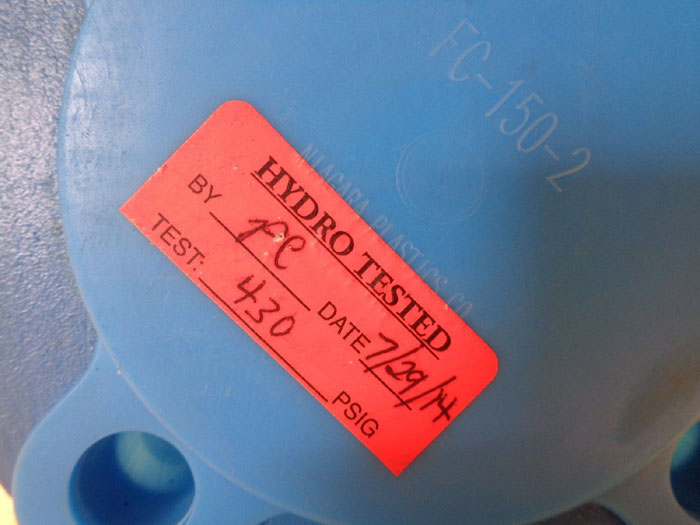 FC-150-2
NIAGARA PLASTICS CO
HYDRO TESTED
BY FC DATE 7/29/14
TEST: 430 PSIG